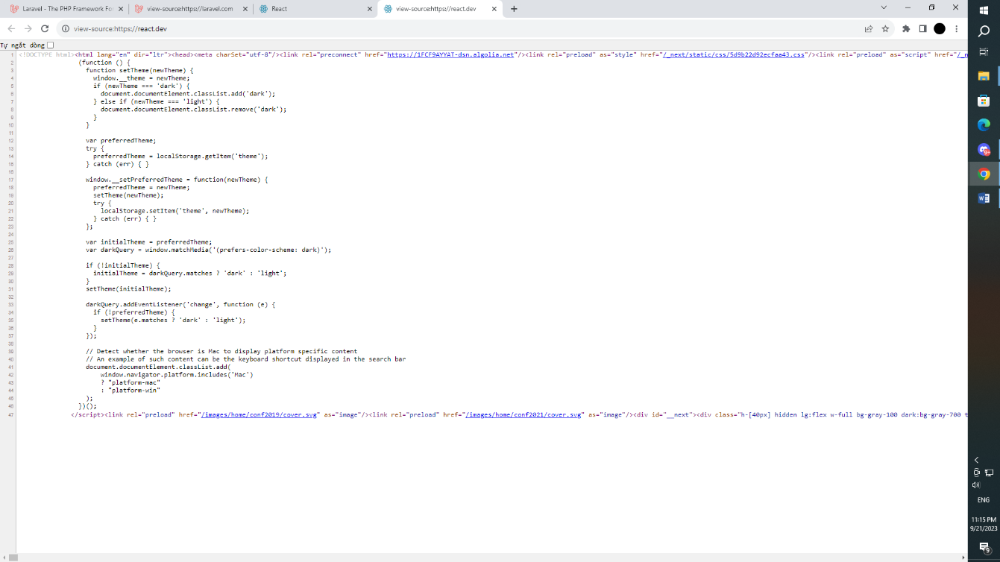 Laravel - The PHP Framework For
view-source:https://laravel.com
React
view-source:https://react.dev
view-source:https://react.dev
Tự ngắt dòng
1 <!DOCTYPE html><html lang="en" dir="ltr"><head><meta charSet="utf-8"/><link rel="preconnect" href="https://1FCF9AYYAT-dsn.algolia.net"/><link rel="preload" as="style" href="/_next/static/css/5d9b22d92ecfaa43.css"/><link rel="preload" as="script" href="/_n
2 (function () {
3 function setTheme(newTheme) {
4 window.__theme = newTheme;
5 if (newTheme === 'dark') {
6 document.documentElement.classList.add('dark');
7 } else if (newTheme === 'light') {
8 document.documentElement.classList.remove('dark');
9 }
10 }
11
12 var preferredTheme;
13 try {
14 preferredTheme = localStorage.getItem('theme');
15 } catch (err) { }
16
17 window.__setPreferredTheme = function(newTheme) {
18 preferredTheme = newTheme;
19 setTheme(newTheme);
20 try {
21 localStorage.setItem('theme', newTheme);
22 } catch (err) { }
23 };
24
25 var initialTheme = preferredTheme;
26 var darkQuery = window.matchMedia('(prefers-color-scheme: dark)');
27
28 if (!initialTheme) {
29 initialTheme = darkQuery.matches ? 'dark' : 'light';
30 }
31 setTheme(initialTheme);
32
33 darkQuery.addEventListener('change', function (e) {
34 if (!preferredTheme) {
35 setTheme(e.matches ? 'dark' : 'light');
36 }
37 });
38
39 // Detect whether the browser is Mac to display platform specific content
40 // An example of such content can be the keyboard shortcut displayed in the search bar
41 document.documentElement.classList.add(
42 window.navigator.platform.includes('Mac')
43 ? "platform-mac"
44 : "platform-win"
45 );
46 })();
47 </script><link rel="preload" href="/images/home/conf2019/cover.svg" as="image"/><link rel="preload" href="/images/home/conf2021/cover.svg" as="image"/><div id="__next"><div class="h-[40px] hidden lg:flex w-full bg-gray-100 dark:bg-gray-700 t
9+
W
ENG
11:15 PM
9/21/2023
9